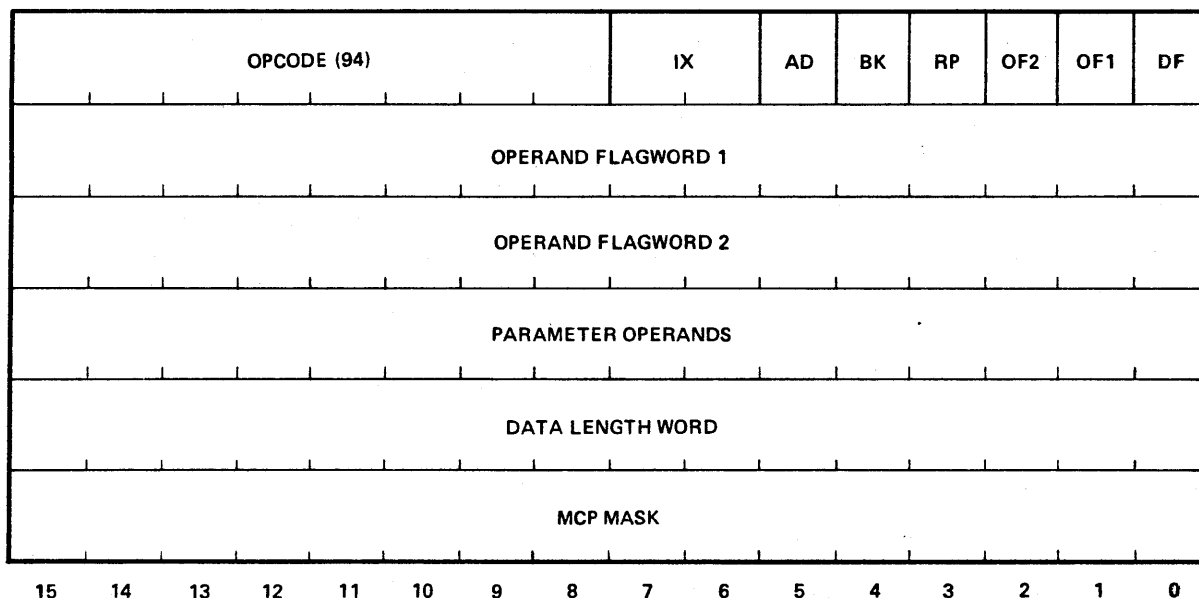 OPCODE (94) IX AD BK RP OF2 OF1 DF
OPERAND FLAGWORD 1
OPERAND FLAGWORD 2
PARAMETER OPERANDS
DATA LENGTH WORD
MCP MASK
15 14 13 12 11 10 9 8 7 6 5 4 3 2 1 0